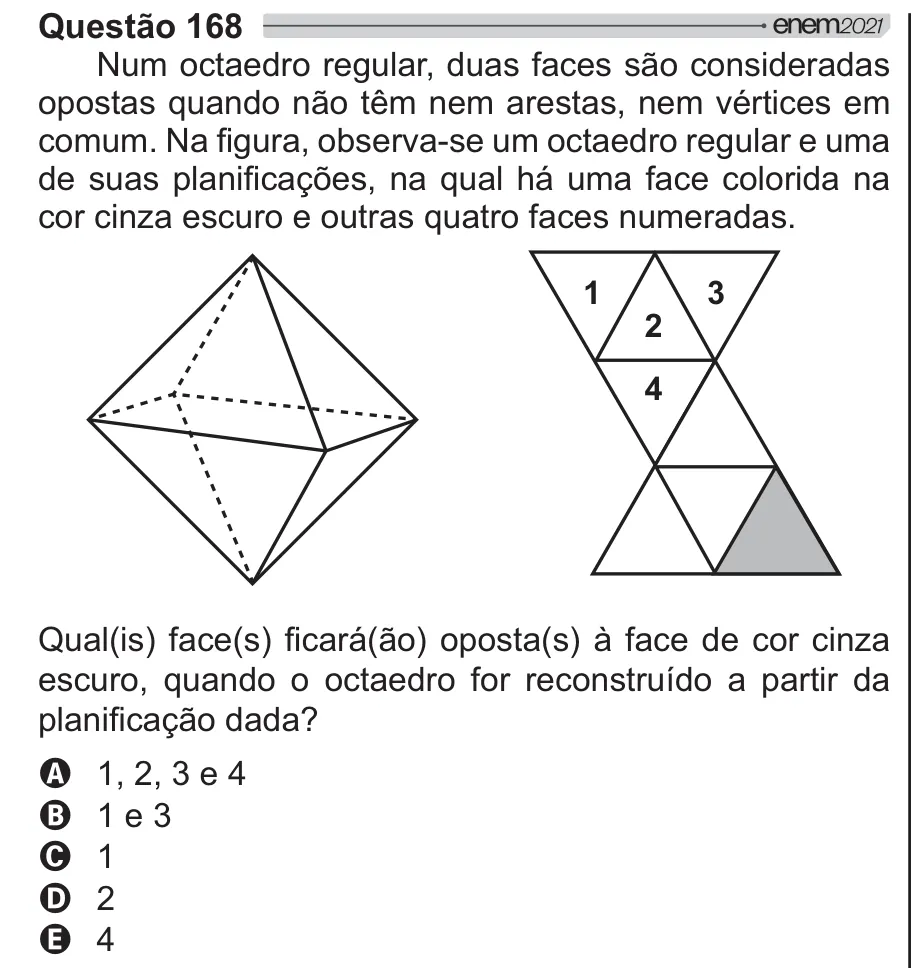 Questão 168 enem2021
Num octaedro regular, duas faces são consideradas
opostas quando não têm nem arestas, nem vértices em
comum. Na figura, observa-se um octaedro regular e uma
de suas planificações, na qual há uma face colorida na
cor cinza escuro e outras quatro faces numeradas.
1 3
2
4
Qual(is) face(s) ficará(ão) oposta(s) à face de cor cinza
escuro, quando o octaedro for reconstruído a partir da
planificação dada?
A 1, 2, 3 e 4
B 1 e 3
C 1
D 2
E 4